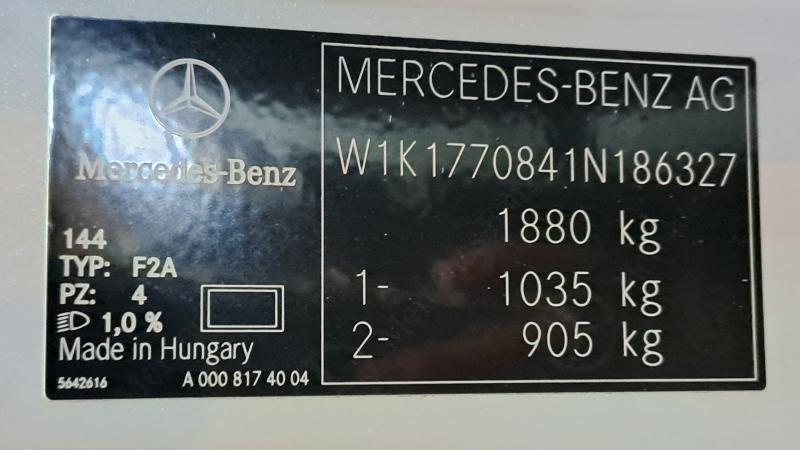 Mercedes-Benz
144
TYP: F2A
PZ: 4
1,0 %
Made in Hungary
5642616 A 000 817 40 04
MERCEDES-BENZ AG
W1K1770841N186327
1880 kg
1- 1035 kg
2- 905 kg